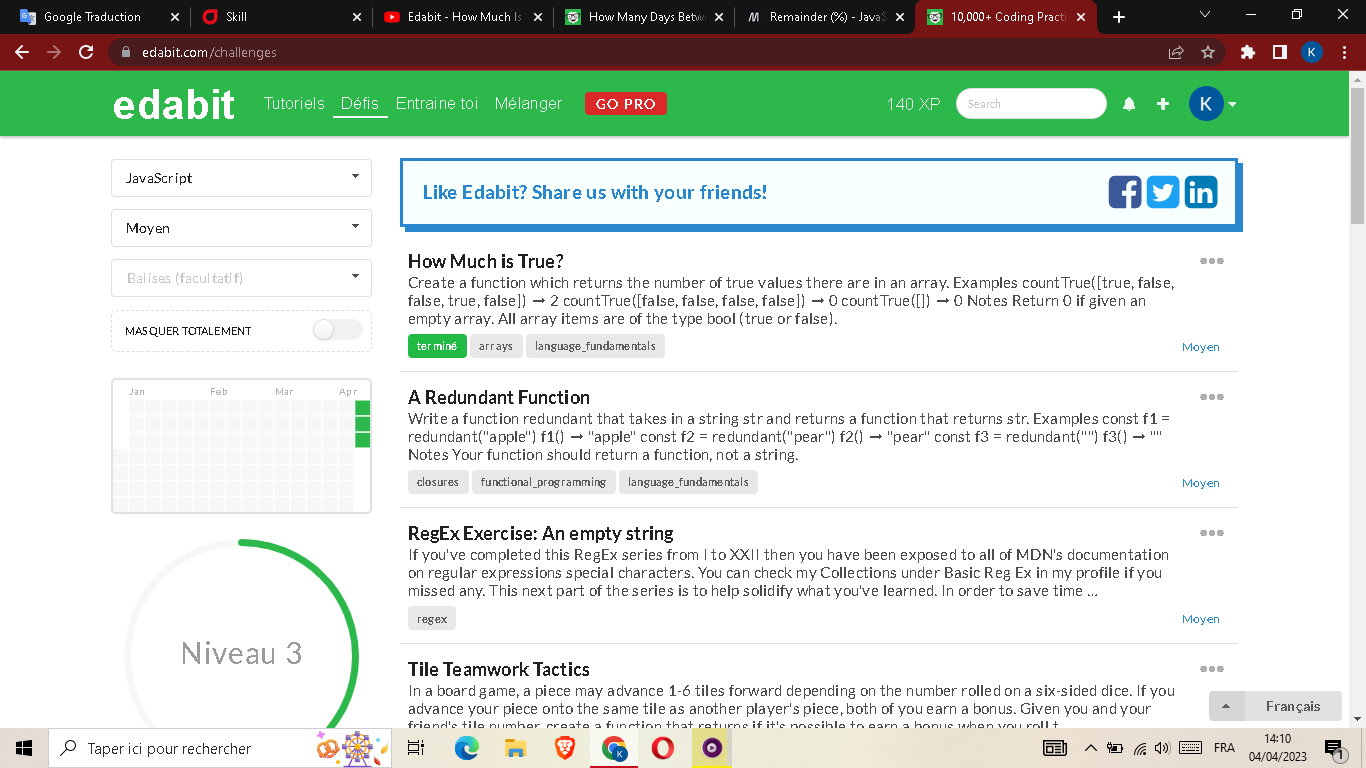 Google Traduction
Skill
Edabit - How Much Is
How Many Days Betw
Remainder (%) - JavaS
10,000+ Coding Practi
edabit.com/challenges
K
edabit
Tutoriels
Défis
Entraine toi
Mélanger
GO PRO
140 XP
Search
K
JavaScript
Moyen
Balises (facultatif)
MASQUER TOTALEMENT
Jan Feb Mar Apr
Niveau 3
Like Edabit? Share us with your friends!
How Much is True?
Create a function which returns the number of true values there are in an array. Examples countTrue([true, false,
false, true, false]) ➞ 2 countTrue([false, false, false, false]) ➞ 0 countTrue([]) ➞ 0 Notes Return 0 if given an
empty array. All array items are of the type bool (true or false).
terminé arrays language_fundamentals
Moyen
A Redundant Function
Write a function redundant that takes in a string str and returns a function that returns str. Examples const f1 =
redundant("apple") f1() ➞ "apple" const f2 = redundant("pear") f2() ➞ "pear" const f3 = redundant("") f3() ➞ ""
Notes Your function should return a function, not a string.
closures functional_programming language_fundamentals
Moyen
RegEx Exercise: An empty string
If you've completed this RegEx series from I to XXII then you have been exposed to all of MDN's documentation
on regular expressions special characters. You can check my Collections under Basic Reg Ex in my profile if you
missed any. This next part of the series is to help solidify what you've learned. In order to save time ...
regex
Moyen
Tile Teamwork Tactics
In a board game, a piece may advance 1-6 tiles forward depending on the number rolled on a six-sided dice. If you
advance your piece onto the same tile as another player's piece, both of you earn a bonus. Given you and your
friend's tile number, create a function that returns if it's possible to earn a bonus when you roll t
Français
Taper ici pour rechercher
K
FRA
14:10
04/04/2023
1